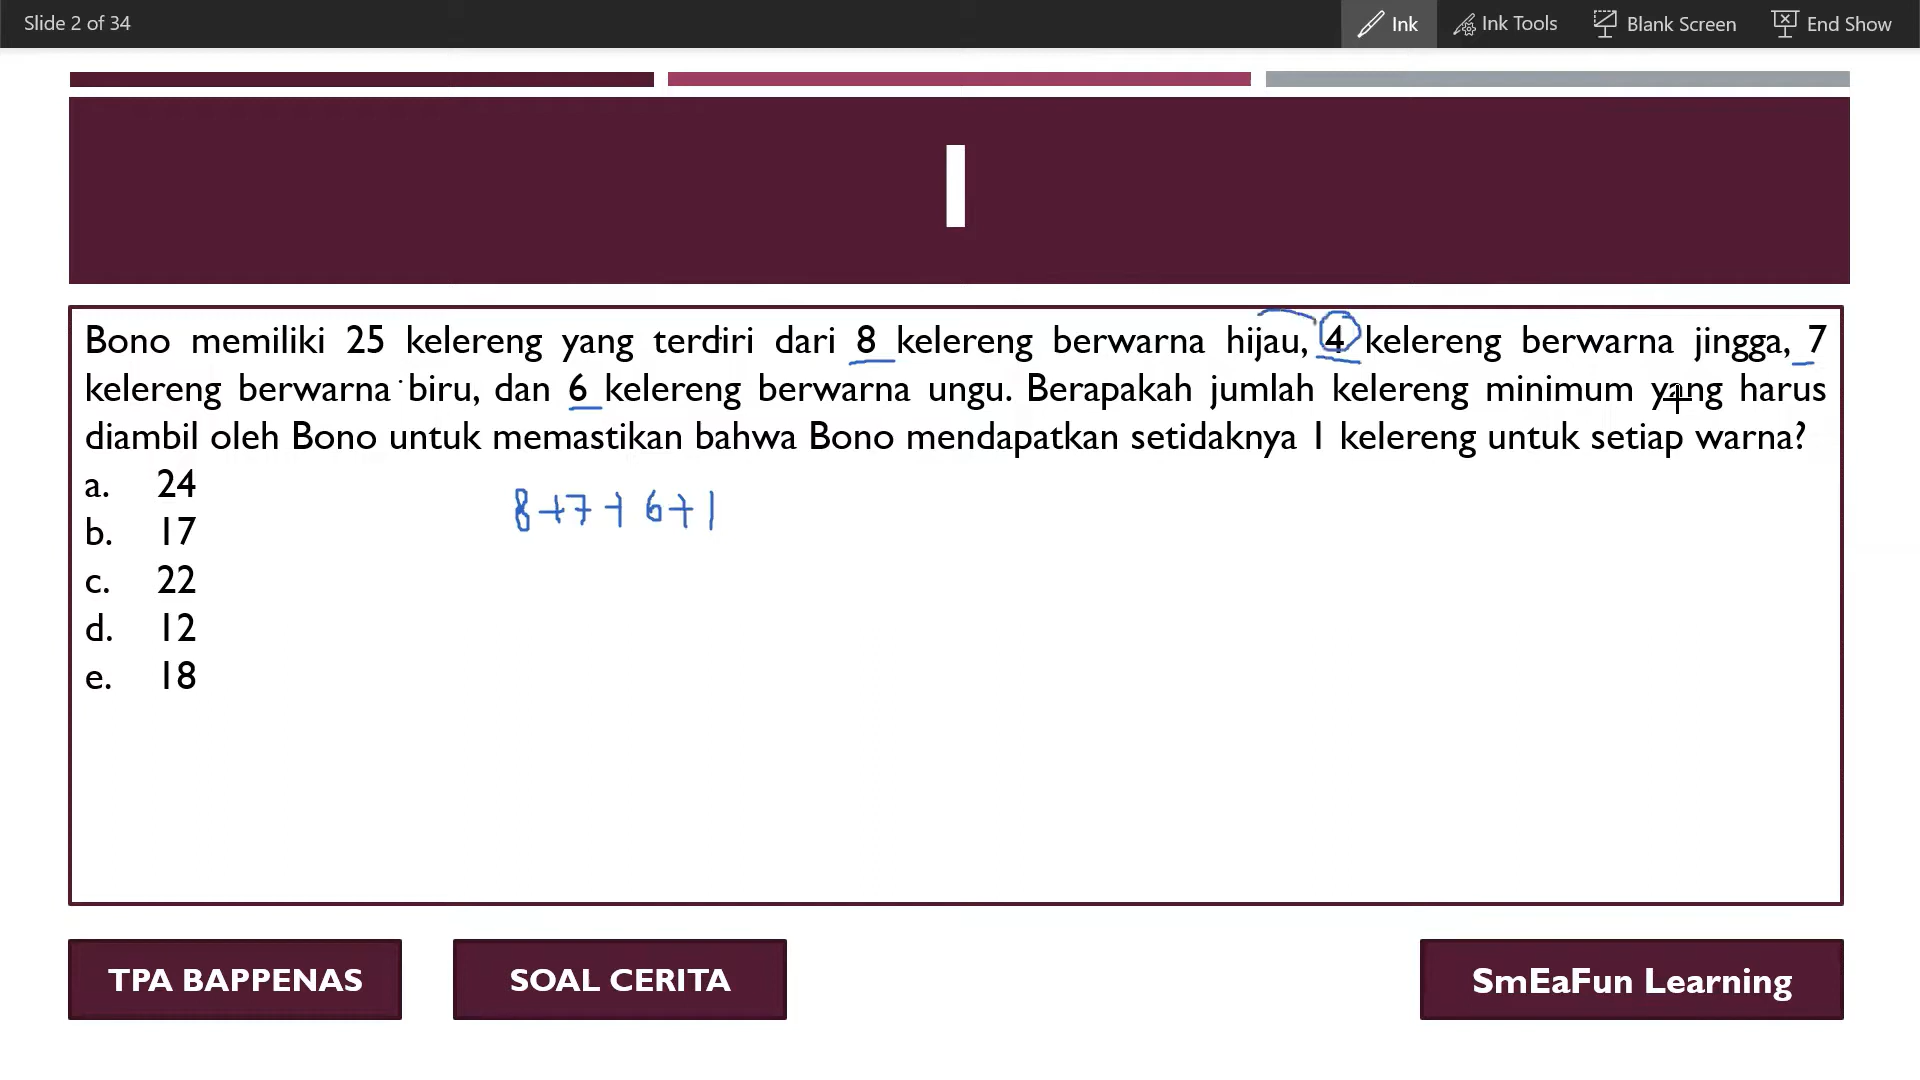 Slide 2 of 34
Ink
Ink Tools
Blank Screen
End Show
1
Bono memiliki 25 kelereng yang terdiri dari 8 kelereng berwarna hijau, 4 kelereng berwarna jingga, 7
kelereng berwarna biru, dan 6 kelereng berwarna ungu. Berapakah jumlah kelereng minimum yang harus
diambil oleh Bono untuk memastikan bahwa Bono mendapatkan setidaknya 1 kelereng untuk setiap warna?
a. 24
b. 17
c. 22
d. 12
e. 18
8+7+6+1
TPA BAPPENAS
SOAL CERITA
SmEaFun Learning